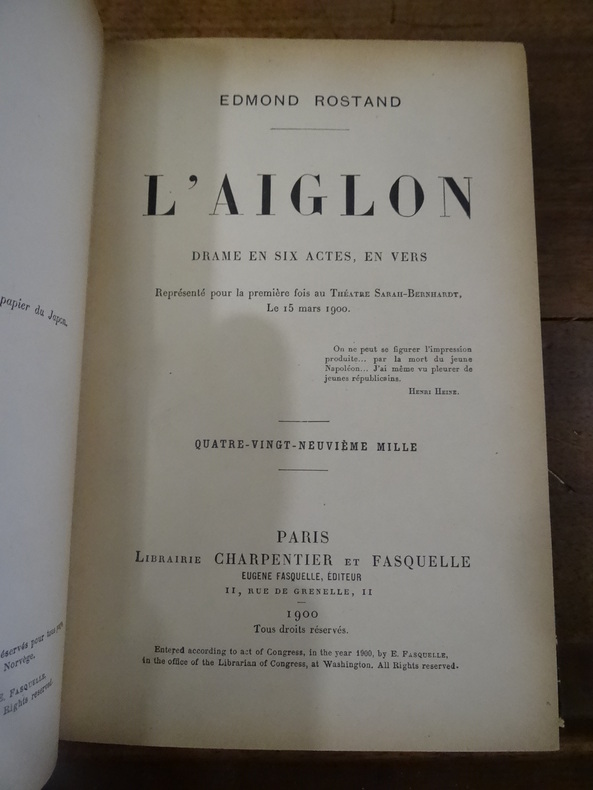 papier du Japon.
éservés pour tous pays
Norvège.
E. FASQUELLE,
Rights reserved.
EDMOND ROSTAND
L'AIGLON
DRAME EN SIX ACTES, EN VERS
Représenté pour la première fois au THÉATRE SARAH-BERNHARDT,
Le 15 mars 1900.
On ne peut se figurer l'impression
produite... par la mort du jeune
Napoléon... J'ai même vu pleurer de
jeunes républicains.
HENRI HEINE.
QUATRE-VINGT-NEUVIÈME MILLE
PARIS
LIBRAIRIE CHARPENTIER ET FASQUELLE
EUGENE FASQUELLE, ÉDITEUR
11, RUE DE GRENELLE, 11
1900
Tous droits réservés.
Entered according to act of Congress, in the year 1900, by E. FASQUELLE,
in the office of the Librarian of Congress, at Washington. All Rights reserved.